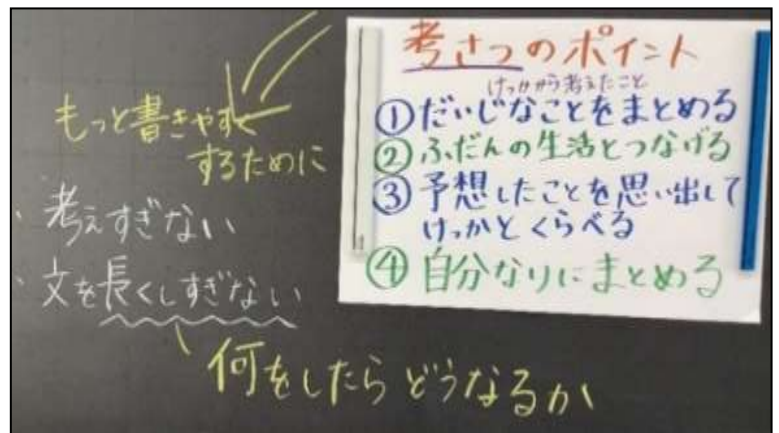 考さつのポイント
けっかから考えたこと
①だいじなことをまとめる
②ふだんの生活とつなげる
③予想したことを思い出して
けっかとくらべる
④自分なりにまとめる
もっと書きやすく
するために
・考えすぎない
・文を長くしすぎない
何をしたらどうなるか